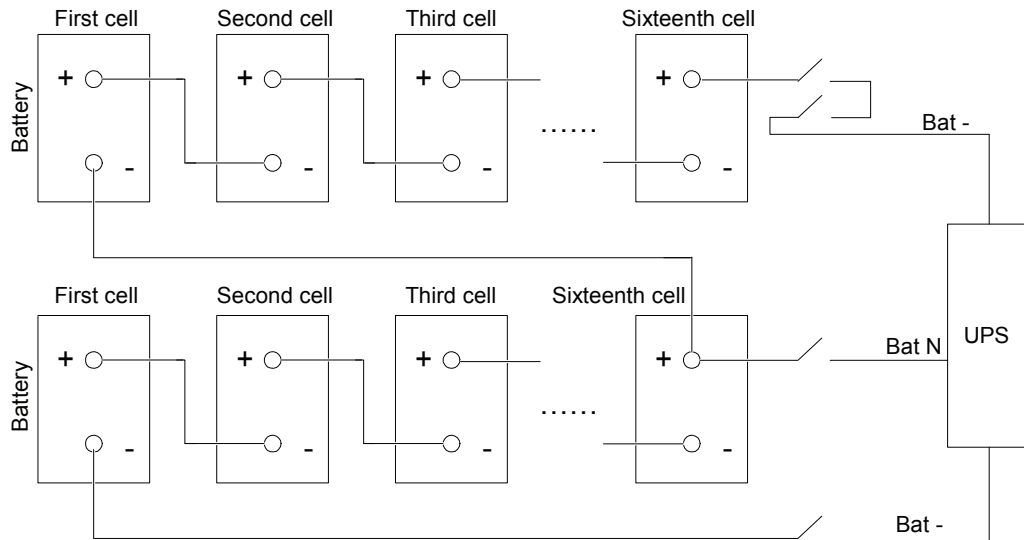 First cell Second cell Third cell Sixteenth cell
+ + + +
Battery
......
Bat -
- - - -
First cell Second cell Third cell Sixteenth cell
+ + + +
UPS
Bat N
Battery
......
- - - -
Bat -